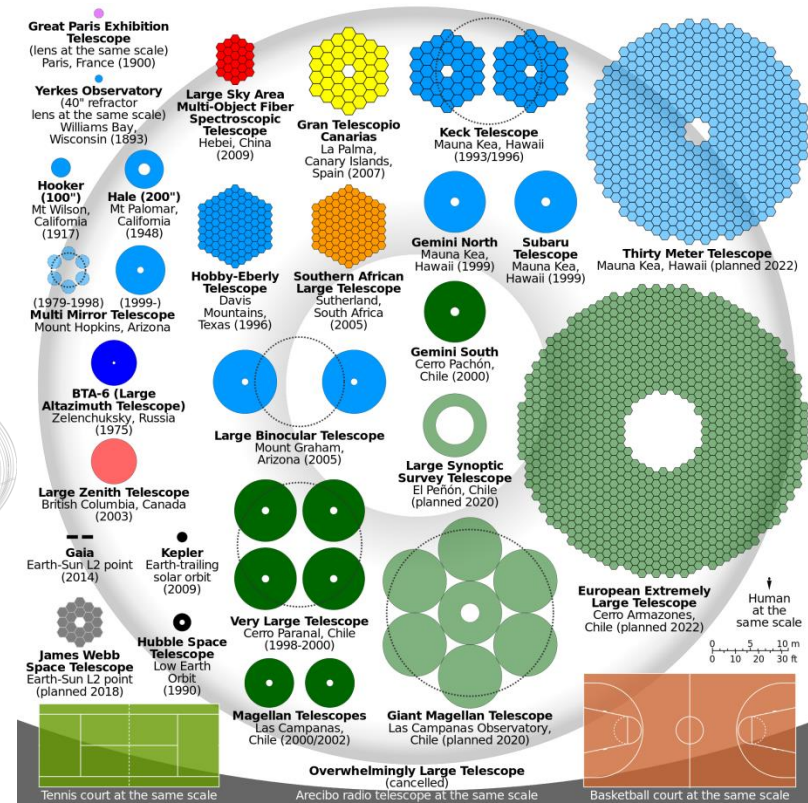 Great Paris Exhibition
Telescope
(lens at the same scale)
Paris, France (1900)
Yerkes Observatory
(40" refractor
lens at the same scale)
Williams Bay,
Wisconsin (1893)
Hooker
(100")
Mt Wilson,
California
(1917)
Hale (200")
Mt Palomar,
California
(1948)
(1979-1998)
(1999-)
Multi Mirror Telescope
Mount Hopkins, Arizona
BTA-6 (Large
Altazimuth Telescope)
Zelenchuksky, Russia
(1975)
Large Zenith Telescope
British Columbia, Canada
(2003)
Gaia
Earth-Sun L2 point
(2014)
Kepler
Earth-trailing
solar orbit
(2009)
James Webb
Space Telescope
Earth-Sun L2 point
(planned 2018)
Hubble Space
Telescope
Low Earth
Orbit
(1990)
Large Sky Area
Multi-Object Fiber
Spectroscopic
Telescope
Hebei, China
(2009)
Gran Telescopio
Canarias
La Palma,
Canary Islands,
Spain (2007)
Keck Telescope
Mauna Kea, Hawaii
(1993/1996)
Hobby-Eberly
Telescope
Davis
Mountains,
Texas (1996)
Southern African
Large Telescope
Sutherland,
South Africa
(2005)
Gemini North
Mauna Kea,
Hawaii (1999)
Subaru
Telescope
Mauna Kea,
Hawaii (1999)
Thirty Meter Telescope
Mauna Kea, Hawaii (planned 2022)
Gemini South
Cerro Pachón,
Chile (2000)
Large Binocular Telescope
Mount Graham,
Arizona (2005)
Large Synoptic
Survey Telescope
El Peñón, Chile
(planned 2020)
Very Large Telescope
Cerro Paranal, Chile
(1998-2000)
Magellan Telescopes
Las Campanas,
Chile (2000/2002)
Giant Magellan Telescope
Las Campanas Observatory,
Chile (planned 2020)
European Extremely
Large Telescope
Cerro Armazones,
Chile (planned 2022)
Human
at the
same scale
0 5 10 m
0 10 20 30 ft
Overwhelmingly Large Telescope
(cancelled)
Tennis court at the same scale
Arecibo radio telescope at the same scale
Basketball court at the same scale